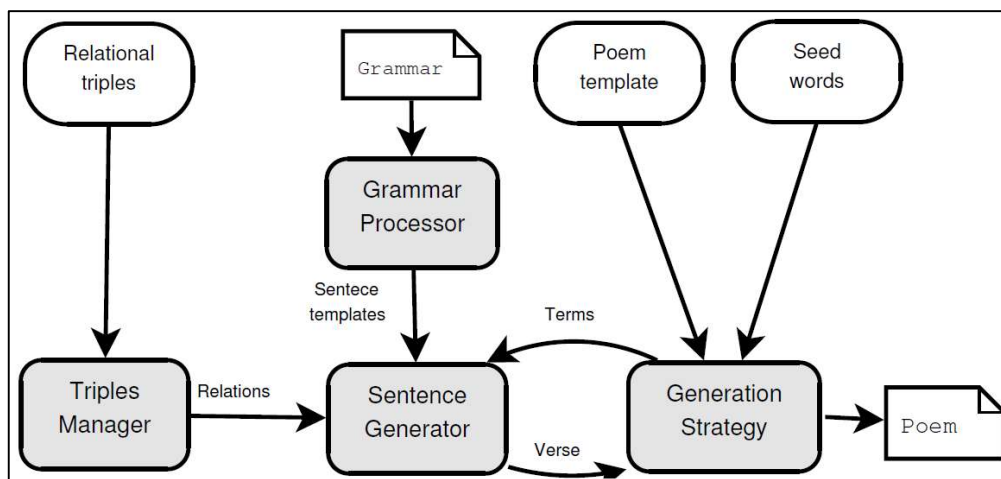 Relational
triples
Grammar
Poem
template
Seed
words
Grammar
Processor
Sentece
templates
Terms
Triples
Manager
Relations
Sentence
Generator
Generation
Strategy
Poem
Verse